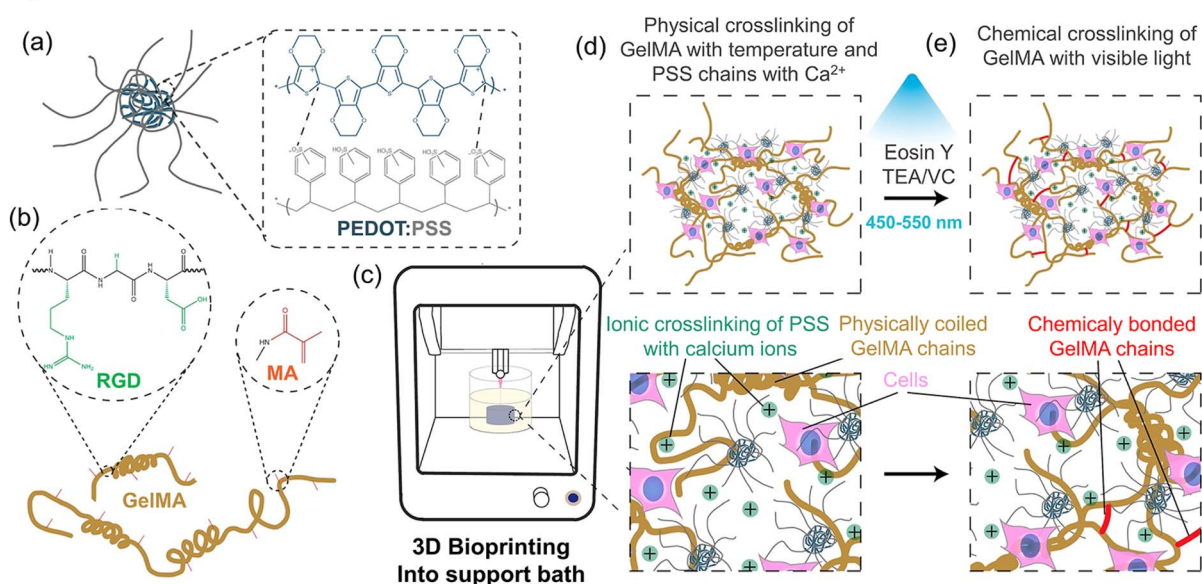 (a)
S
PEDOT:PSS
(b)
RGD
MA
GelMA
(c)
3D Bioprinting
Into support bath
(d)
Physical crosslinking of
GelMA with temperature and
PSS chains with Ca²⁺
Eosin Y
TEA/VC
450-550 nm
(e)
Chemical crosslinking of
GelMA with visible light
Ionic crosslinking of PSS
with calcium ions
Physically coiled
GelMA chains
Cells
Chemicaly bonded
GelMA chains